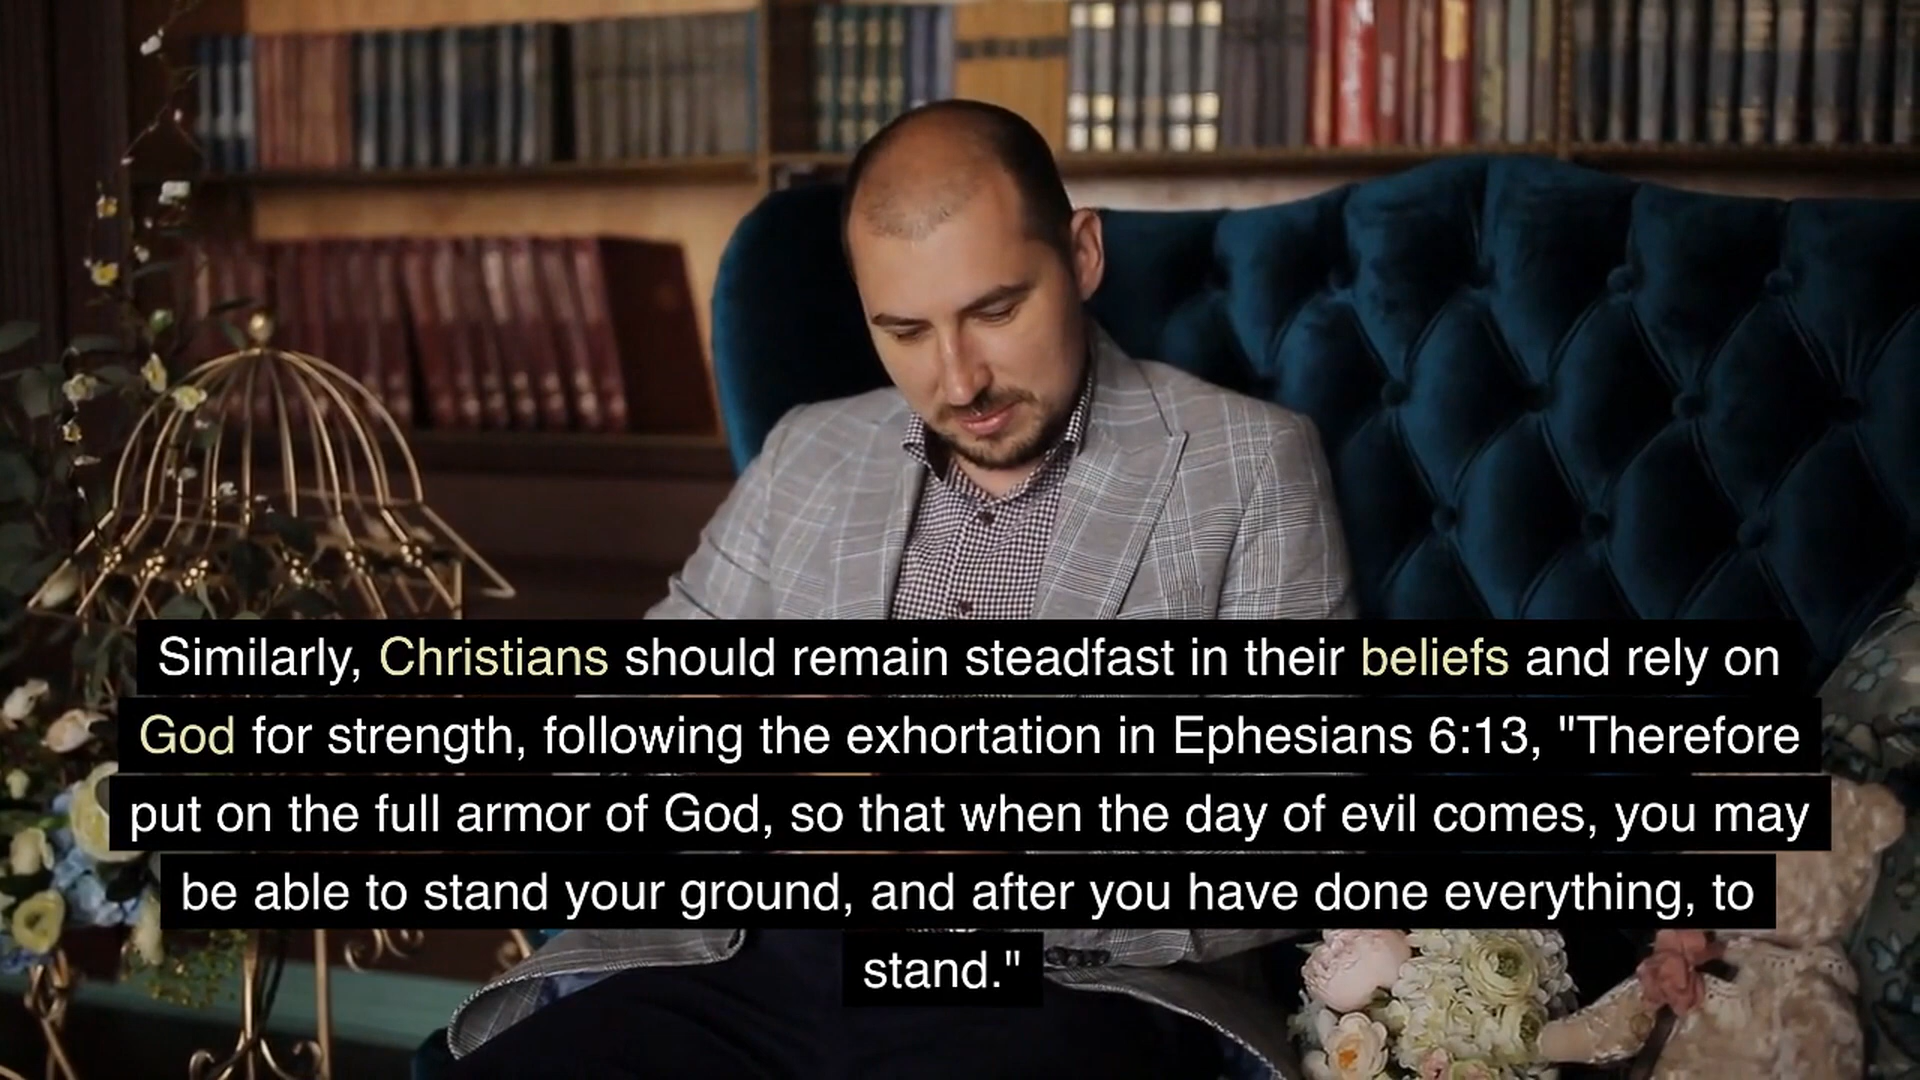 Similarly, Christians should remain steadfast in their beliefs and rely on
God for strength, following the exhortation in Ephesians 6:13, "Therefore
put on the full armor of God, so that when the day of evil comes, you may
be able to stand your ground, and after you have done everything, to
stand."